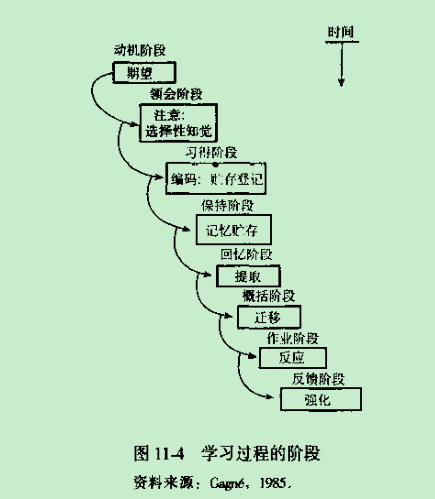 时间
动机阶段
期望
领会阶段
注意:
选择性知觉
习得阶段
编码: 贮存登记
保持阶段
记忆贮存
回忆阶段
提取
概括阶段
迁移
作业阶段
反应
反馈阶段
强化
图 11-4 学习过程的阶段
资料来源: Gagné, 1985.